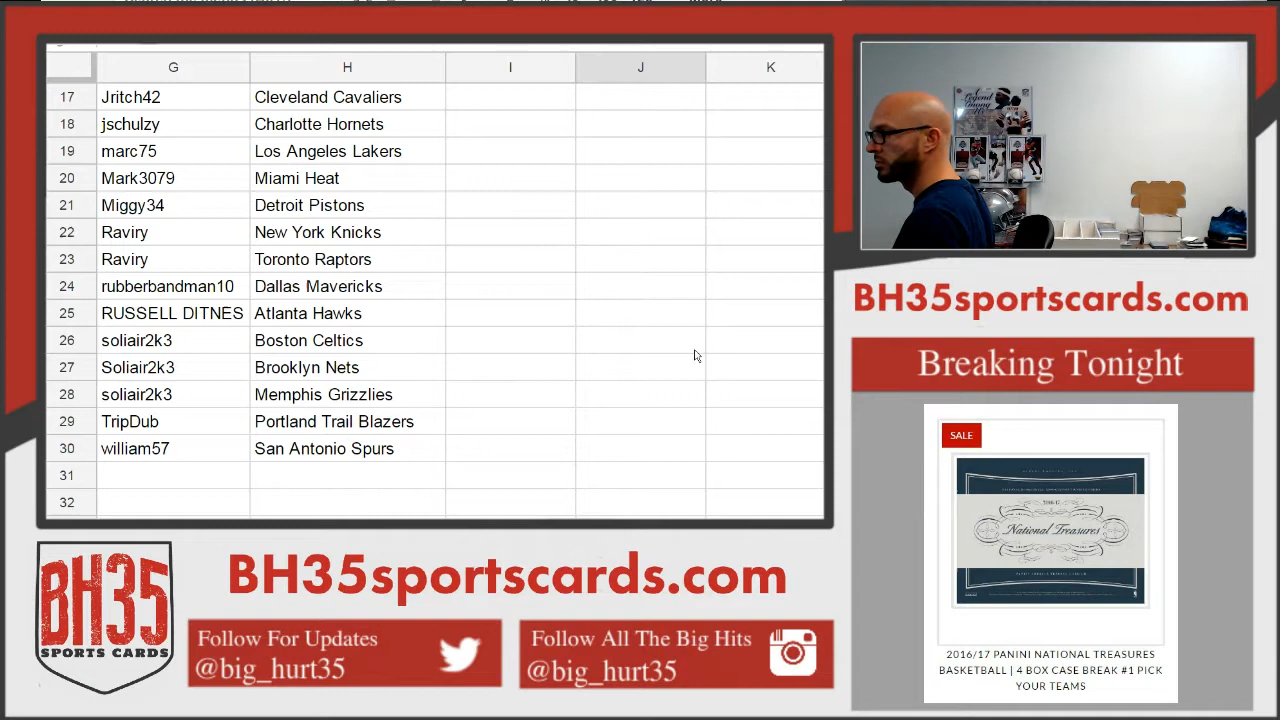 G H I J K
17 Jritch42 Cleveland Cavaliers
18 jschulzy Charlotte Hornets
19 marc75 Los Angeles Lakers
20 Mark3079 Miami Heat
21 Miggy34 Detroit Pistons
22 Raviry New York Knicks
23 Raviry Toronto Raptors
24 rubberbandman10 Dallas Mavericks
25 RUSSELL DITNES Atlanta Hawks
26 soliair2k3 Boston Celtics
27 Soliair2k3 Brooklyn Nets
28 soliair2k3 Memphis Grizzlies
29 TripDub Portland Trail Blazers
30 william57 San Antonio Spurs
31
32
BH35
SPORTS CARDS
BH35sportscards.com
Follow For Updates
@big_hurt35
Follow All The Big Hits
@big_hurt35
Legend
Among
BH35sportscards.com
Breaking Tonight
SALE
2016-17
National Treasures
2016/17 PANINI NATIONAL TREASURES
BASKETBALL | 4 BOX CASE BREAK #1 PICK
YOUR TEAMS